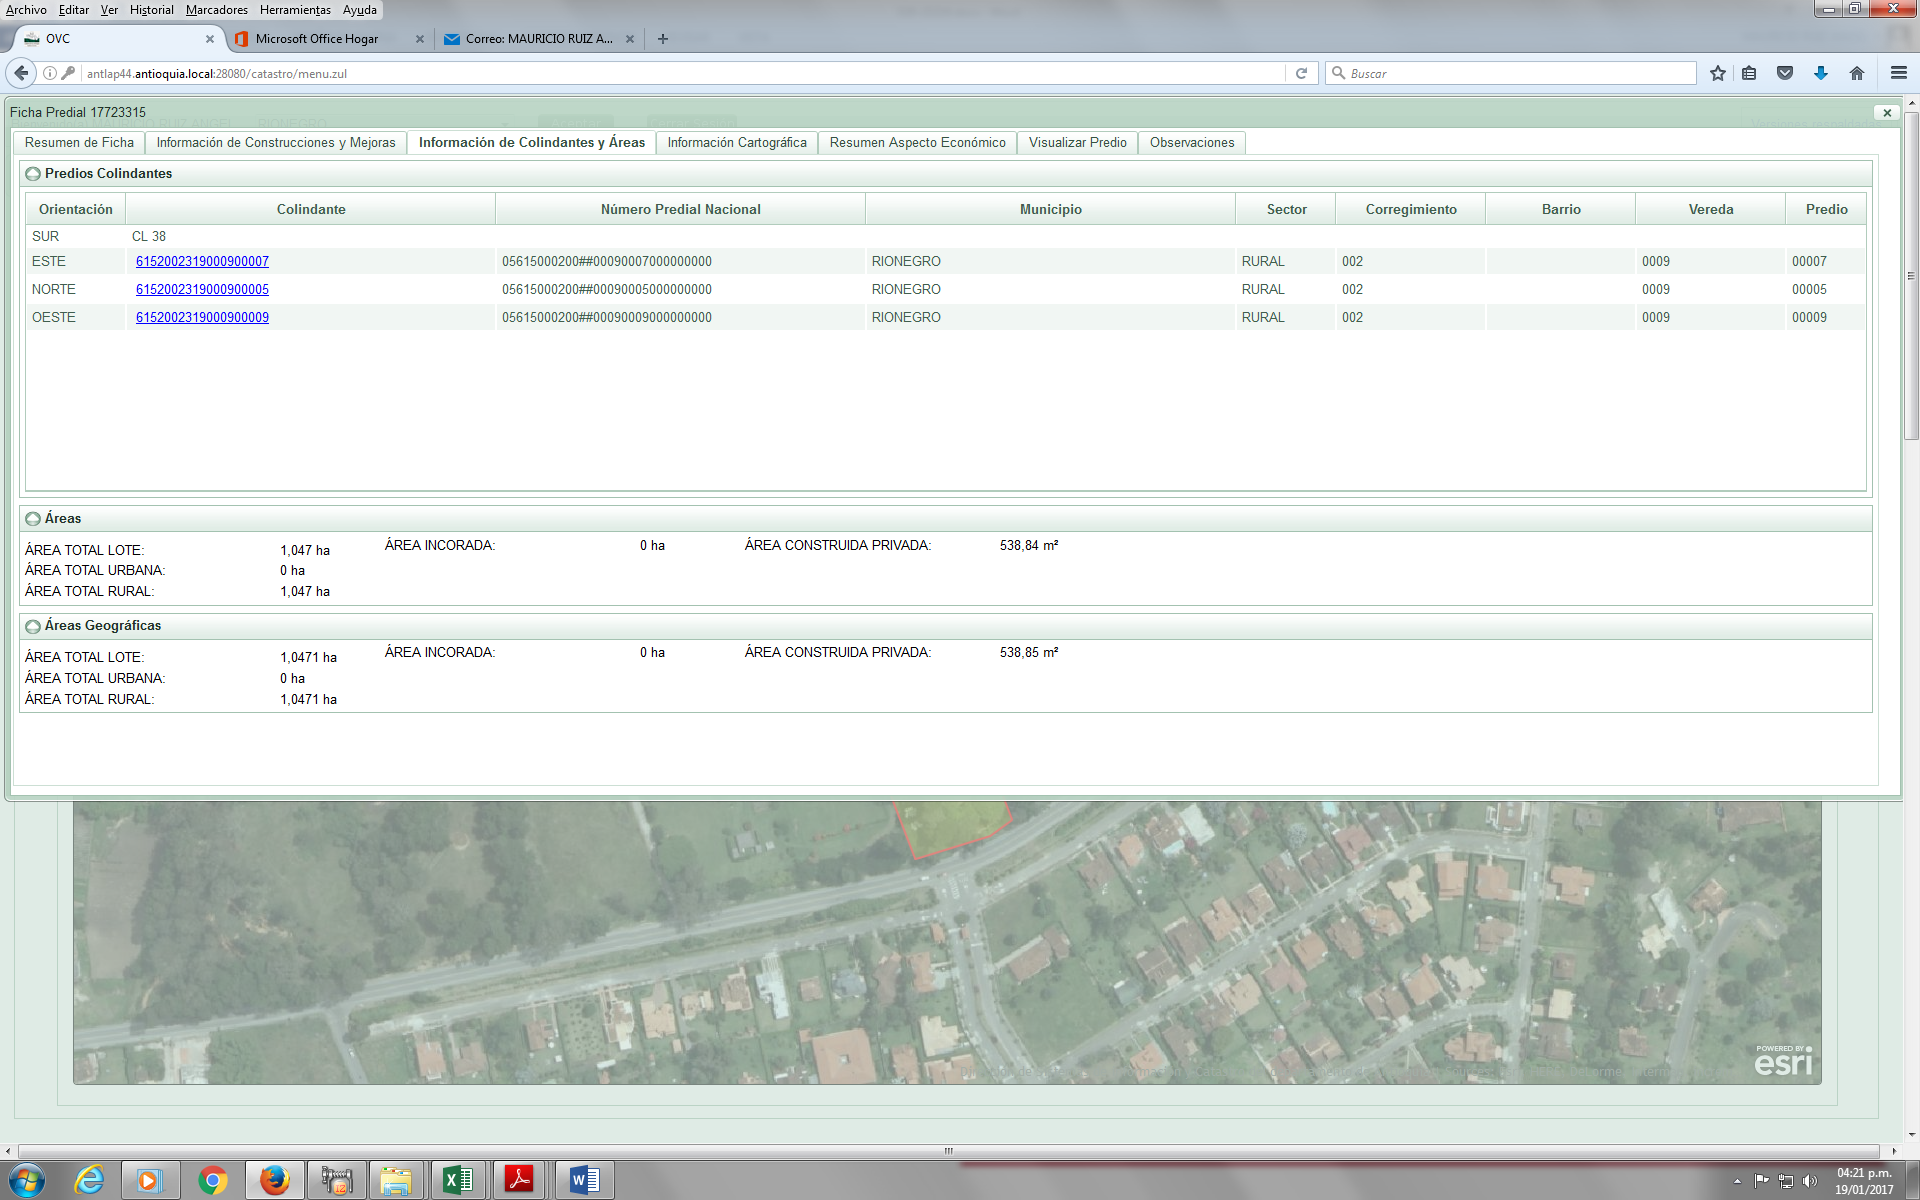 Archivo Editar Ver Historial Marcadores Herramientas Ayuda
OVC
Microsoft Office Hogar
Correo: MAURICIO RUIZ A...
antlap44.antioquia.local:28080/catastro/menu.zul
Buscar
Ficha Predial 17723315
Resumen de Ficha Información de Construcciones y Mejoras Información de Colindantes y Áreas Información Cartográfica Resumen Aspecto Económico Visualizar Predio Observaciones
Predios Colindantes
Orientación Colindante Número Predial Nacional Municipio Sector Corregimiento Barrio Vereda Predio
SUR CL 38
ESTE 6152002319000900007 05615000200##00090007000000000 RIONEGRO RURAL 002 0009 00007
NORTE 6152002319000900005 05615000200##00090005000000000 RIONEGRO RURAL 002 0009 00005
OESTE 6152002319000900009 05615000200##00090009000000000 RIONEGRO RURAL 002 0009 00009
Áreas
ÁREA TOTAL LOTE: 1,047 ha ÁREA INCORADA: 0 ha ÁREA CONSTRUIDA PRIVADA: 538,84 m²
ÁREA TOTAL URBANA: 0 ha
ÁREA TOTAL RURAL: 1,047 ha
Áreas Geográficas
ÁREA TOTAL LOTE: 1,0471 ha ÁREA INCORADA: 0 ha ÁREA CONSTRUIDA PRIVADA: 538,85 m²
ÁREA TOTAL URBANA: 0 ha
ÁREA TOTAL RURAL: 1,0471 ha
POWERED BY
esri
04:21 p.m.
19/01/2017